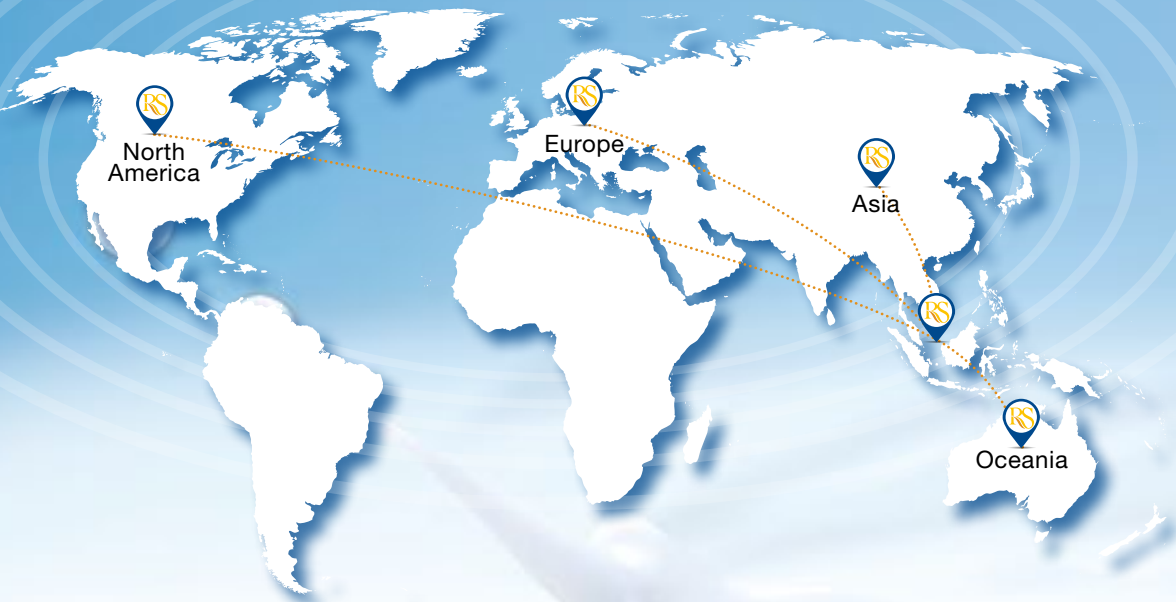 RS
North
America
RS
Europe
RS
Asia
RS
RS
Oceania